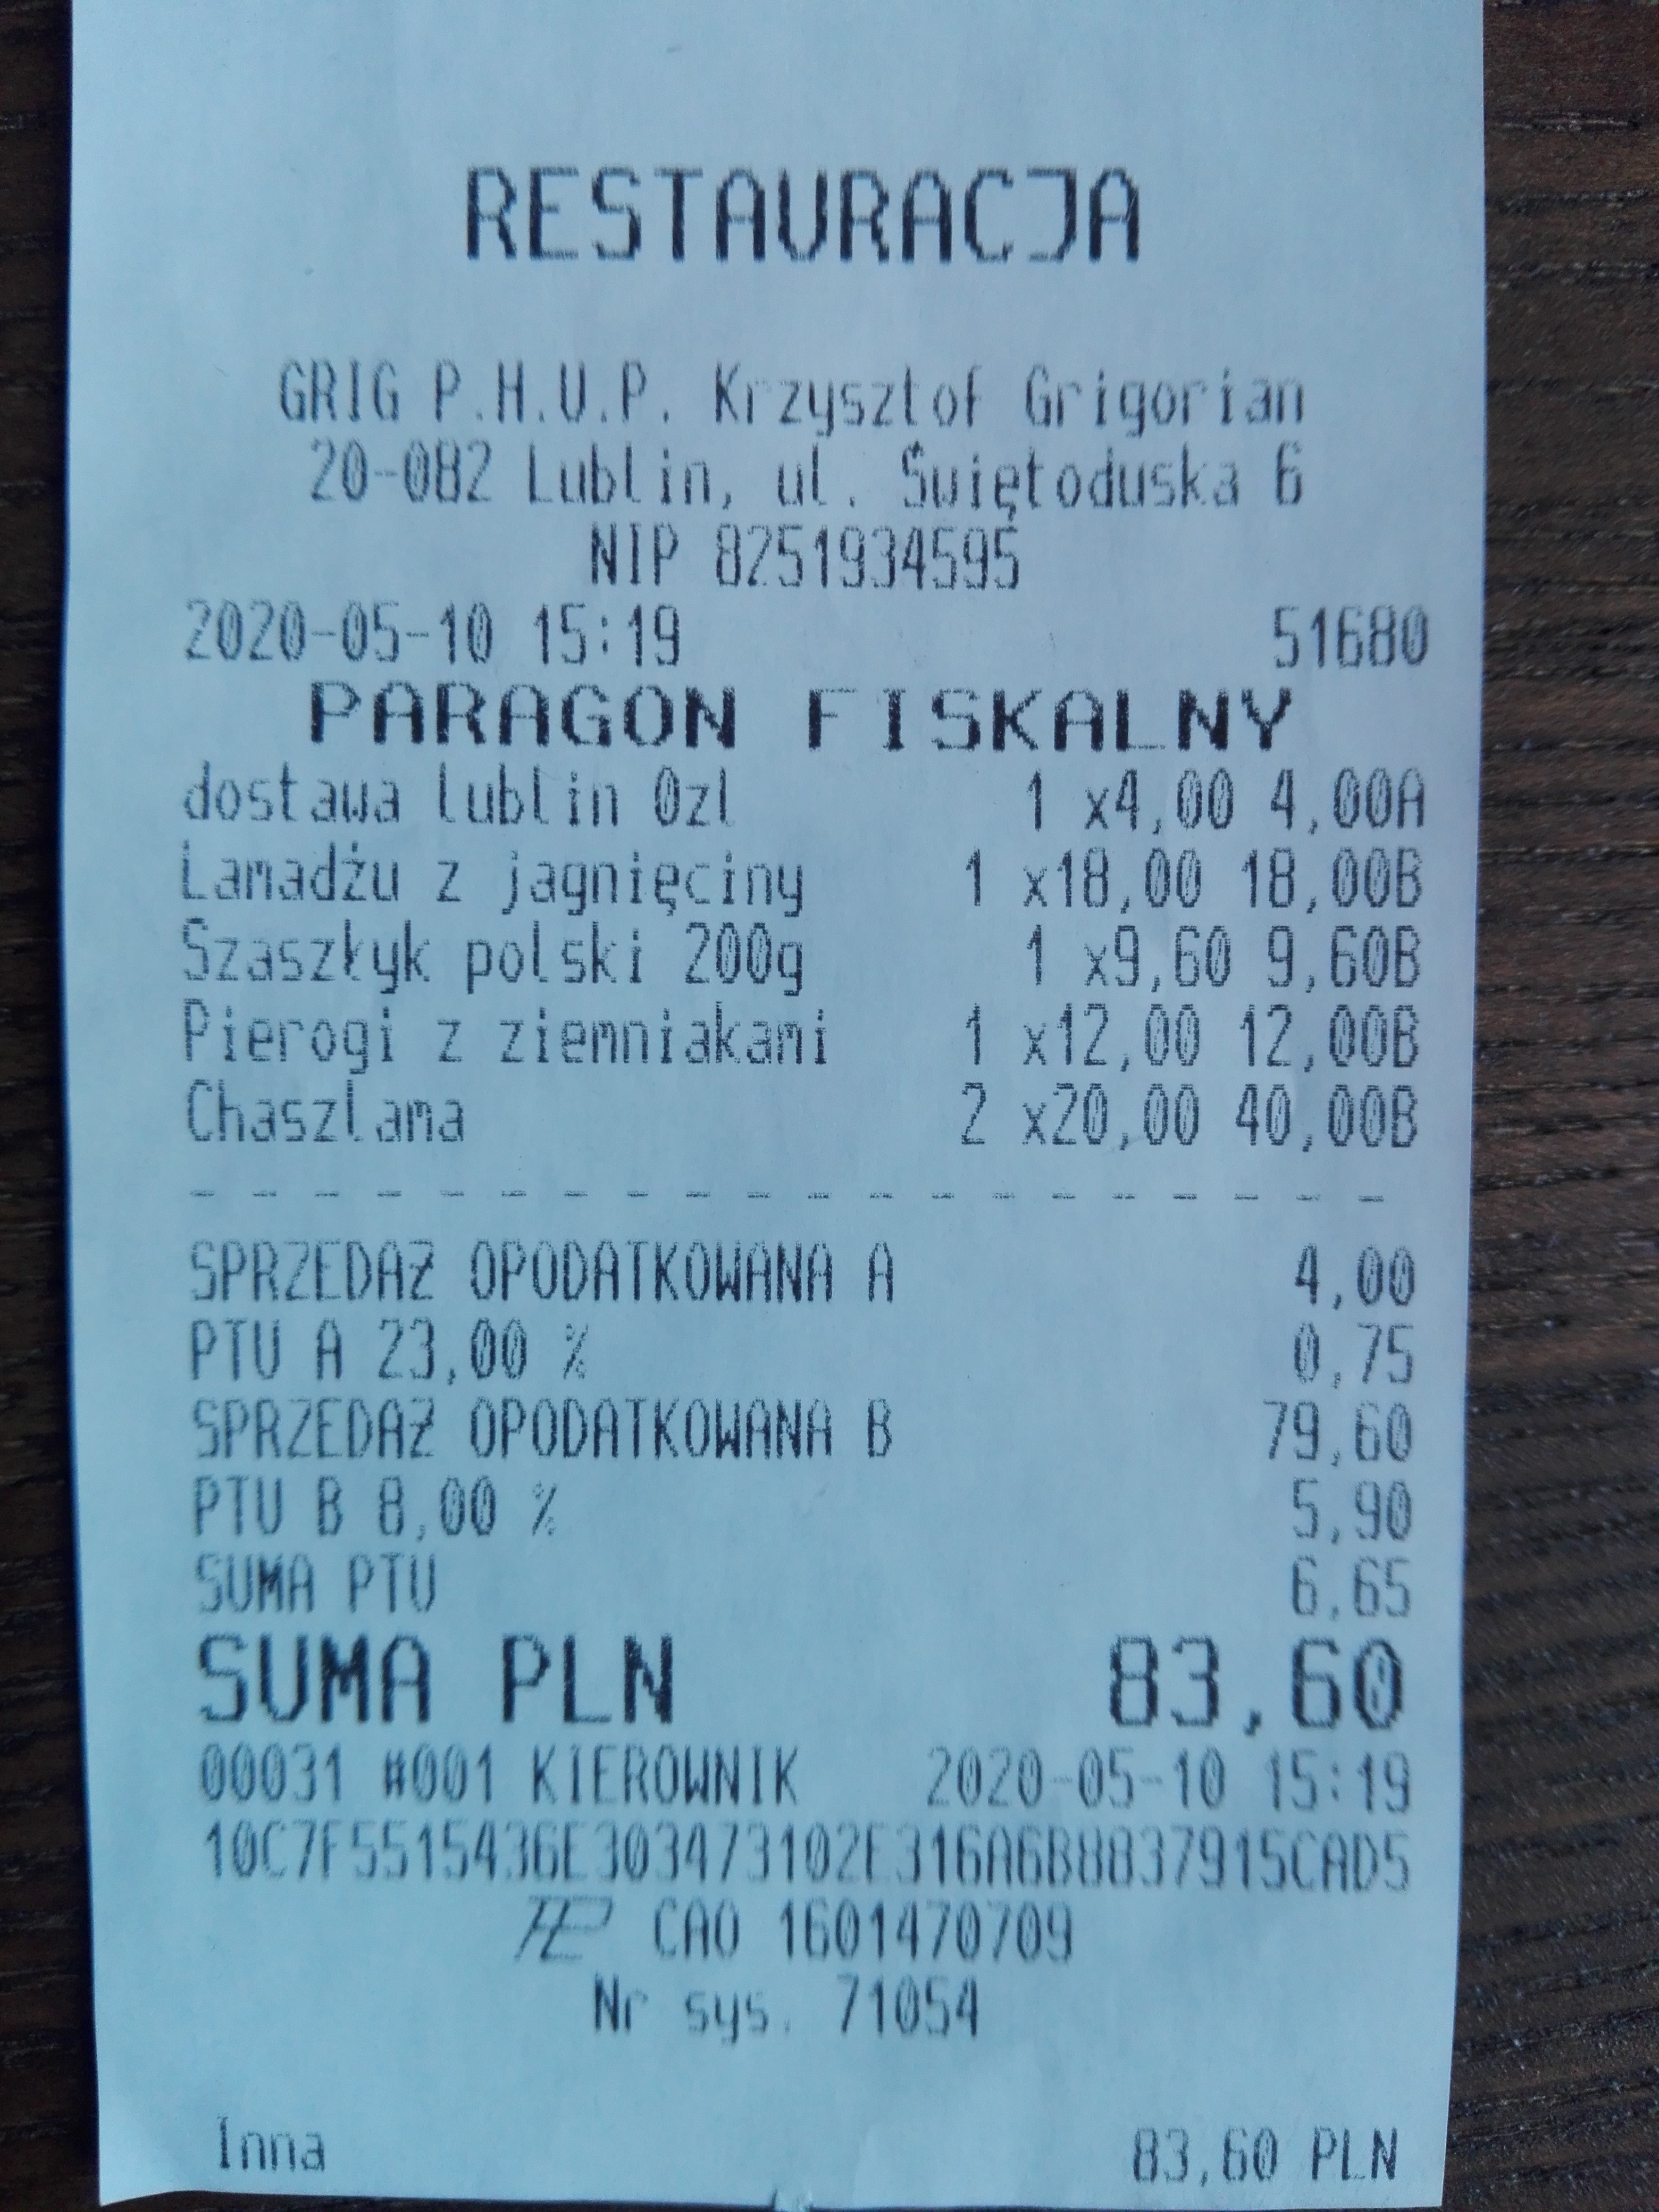 RESTAURACJA
GRIG P.H.U.P. Krzysztof Grigorian
20-082 Lublin, ul. Świętoduska 6
NIP 8251934595
2020-05-10 15:19 51680
PARAGON FISKALNY
dostawa lublin 0zl 1 x4,00 4,00A
Lamadżu z jagnięciny 1 x18,00 18,00B
Szaszłyk polski 200g 1 x9,60 9,60B
Pierogi z ziemniakami 1 x12,00 12,00B
Chaszlama 2 x20,00 40,00B
- - - - - - - - - - - - - - - - - - - -
SPRZEDAŻ OPODATKOWANA A 4,00
PTU A 23,00 % 0,75
SPRZEDAŻ OPODATKOWANA B 79,60
PTU B 8,00 % 5,90
SUMA PTU 6,65
SUMA PLN 83,60
00031 #001 KIEROWNIK 2020-05-10 15:19
10C7F5515436E303473102E316A6B8837915CAD5
CAO 1601470709
Nr sys. 71054
Inna 83,60 PLN